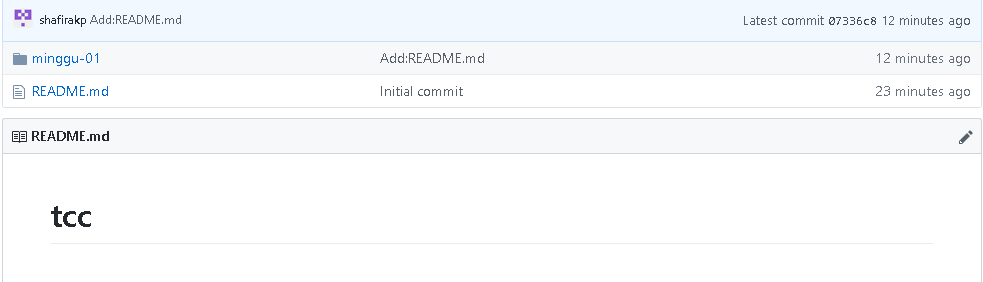 shafirakp Add:README.md Latest commit 07336c8 12 minutes ago
minggu-01 Add:README.md 12 minutes ago
README.md Initial commit 23 minutes ago
README.md
tcc